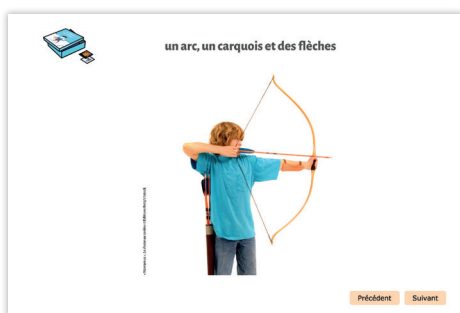 un arc, un carquois et des flèches
Précédent
Suivant